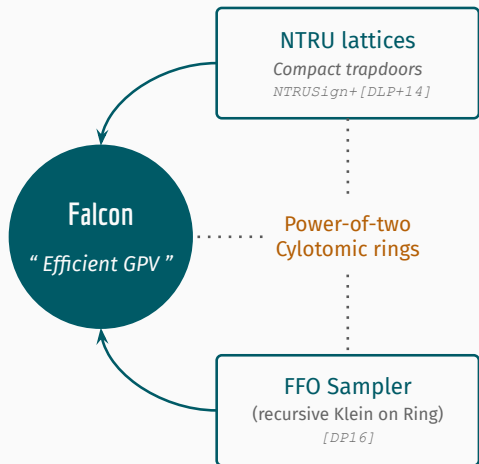 NTRU lattices
Compact trapdoors
NTRUSign+[DLP+14]
Falcon
“ Efficient GPV ”
Power-of-two
Cylotomic rings
FFO Sampler
(recursive Klein on Ring)
[DP16]